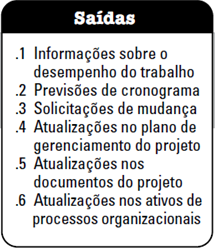 Saídas
.1 Informações sobre o
desempenho do trabalho
.2 Previsões de cronograma
.3 Solicitações de mudança
.4 Atualizações no plano de
gerenciamento do projeto
.5 Atualizações nos
documentos do projeto
.6 Atualizações nos ativos de
processos organizacionais